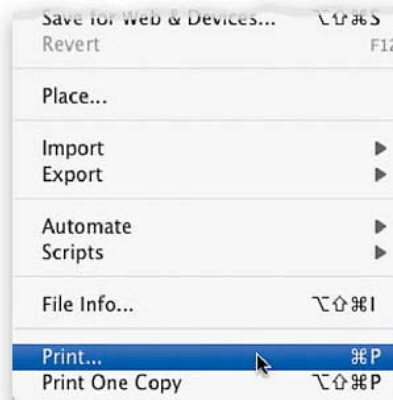 Save for Web & Devices... ⌥⇧⌘S
Revert F12
Place...
Import ▶
Export ▶
Automate ▶
Scripts ▶
File Info... ⌥⇧⌘I
Print... ⌘P
Print One Copy ⌥⇧⌘P